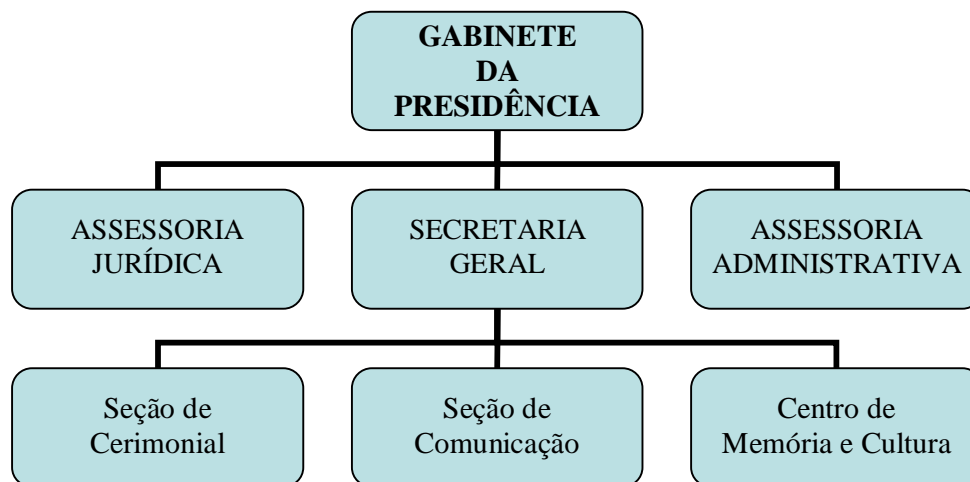 GABINETE
DA
PRESIDÊNCIA
ASSESSORIA
JURÍDICA
SECRETARIA
GERAL
ASSESSORIA
ADMINISTRATIVA
Seção de
Cerimonial
Seção de
Comunicação
Centro de
Memória e Cultura